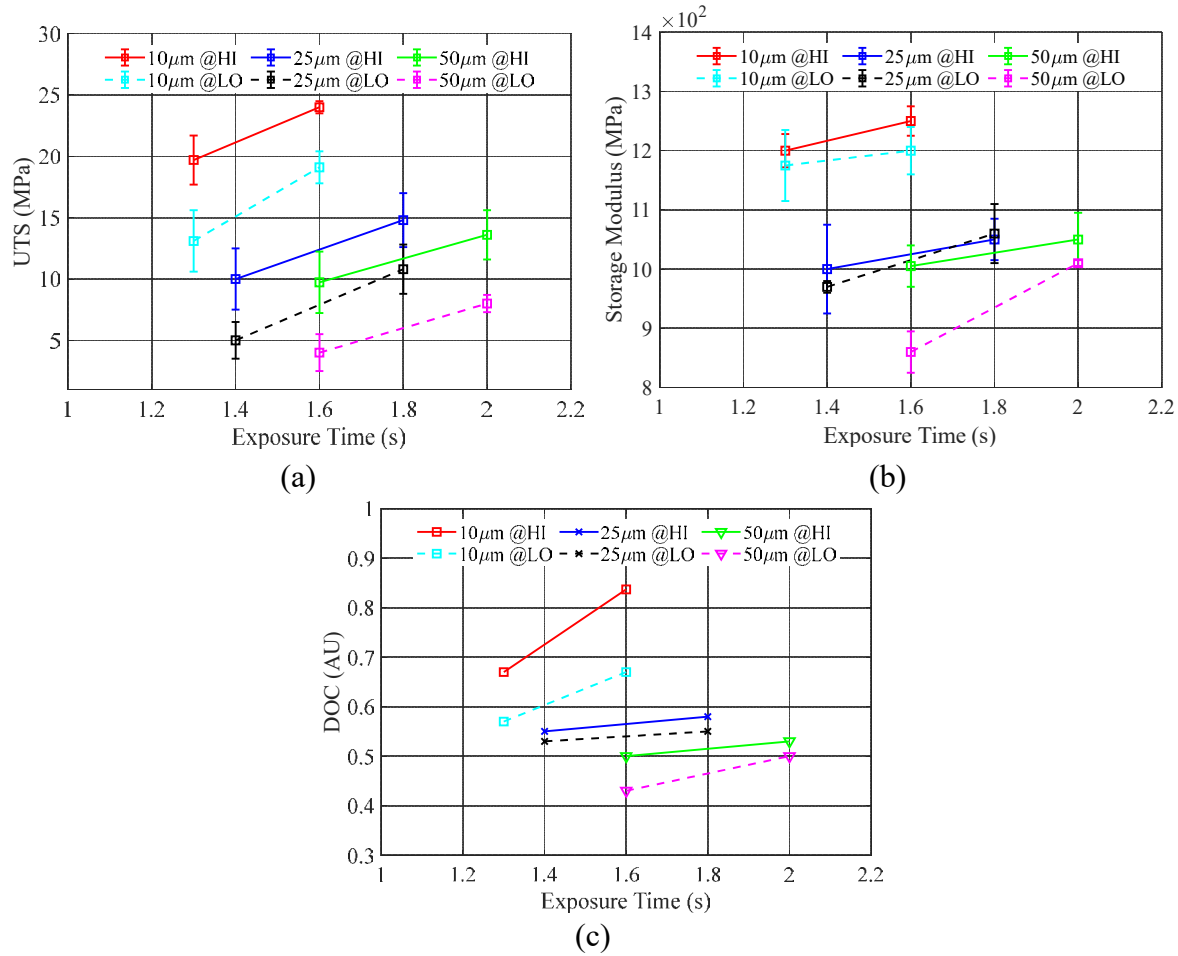 30
25
20
15
10
5
UTS (MPa)
10μm @HI 25μm @HI 50μm @HI
10μm @LO 25μm @LO 50μm @LO
1 1.2 1.4 1.6 1.8 2 2.2
Exposure Time (s)
(a)
×10²
14
13
12
11
10
9
8
Storage Modulus (MPa)
10μm @HI 25μm @HI 50μm @HI
10μm @LO 25μm @LO 50μm @LO
1 1.2 1.4 1.6 1.8 2 2.2
Exposure Time (s)
(b)
1
0.9
0.8
0.7
0.6
0.5
0.4
0.3
DOC (AU)
10μm @HI 25μm @HI 50μm @HI
10μm @LO 25μm @LO 50μm @LO
1 1.2 1.4 1.6 1.8 2 2.2
Exposure Time (s)
(c)